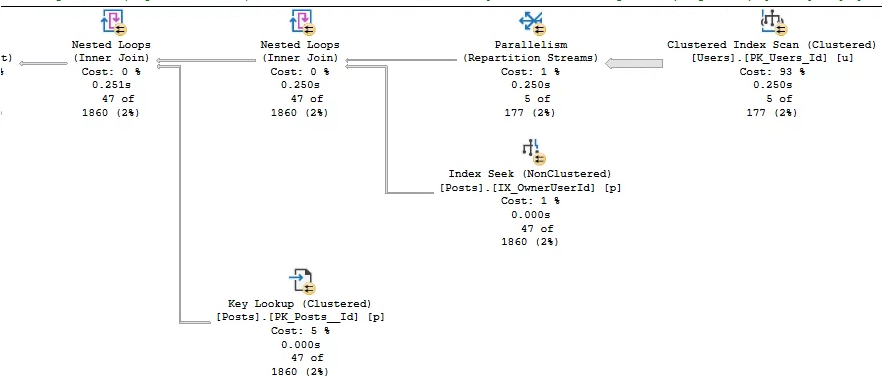 Nested Loops
(Inner Join)
Cost: 0 %
0.251s
47 of
1860 (2%)
Nested Loops
(Inner Join)
Cost: 0 %
0.250s
47 of
1860 (2%)
Parallelism
(Repartition Streams)
Cost: 1 %
0.250s
5 of
177 (2%)
Clustered Index Scan (Clustered)
[Users].[PK_Users_Id] [u]
Cost: 93 %
0.250s
5 of
177 (2%)
t)
%
Index Seek (NonClustered)
[Posts].[IX_OwnerUserId] [p]
Cost: 1 %
0.000s
47 of
1860 (2%)
Key Lookup (Clustered)
[Posts].[PK_Posts__Id] [p]
Cost: 5 %
0.000s
47 of
1860 (2%)